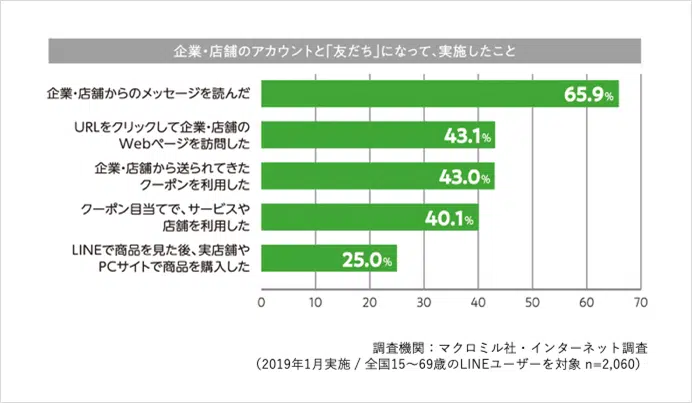 企業・店舗のアカウントと「友だち」になって、実施したこと
企業・店舗からのメッセージを読んだ
65.9%
URLをクリックして企業・店舗の
Webページを訪問した
43.1%
企業・店舗から送られてきた
クーポンを利用した
43.0%
クーポン目当てで、サービスや
店舗を利用した
40.1%
LINEで商品を見た後、実店舗や
PCサイトで商品を購入した
25.0%
0 10 20 30 40 50 60 70
調査機関：マクロミル社・インターネット調査
（2019年1月実施 / 全国15〜69歳のLINEユーザーを対象 n=2,060）